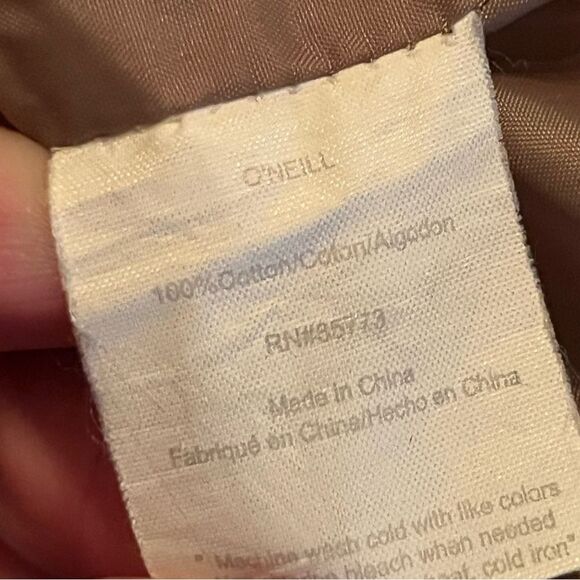 O'NEILL
100%Cotton/Coton/Algodon
RN#85773
Made in China
Fabriqué en China/Hecho en China
" Machine wash cold with like colors
bleach when needed
cold iron"